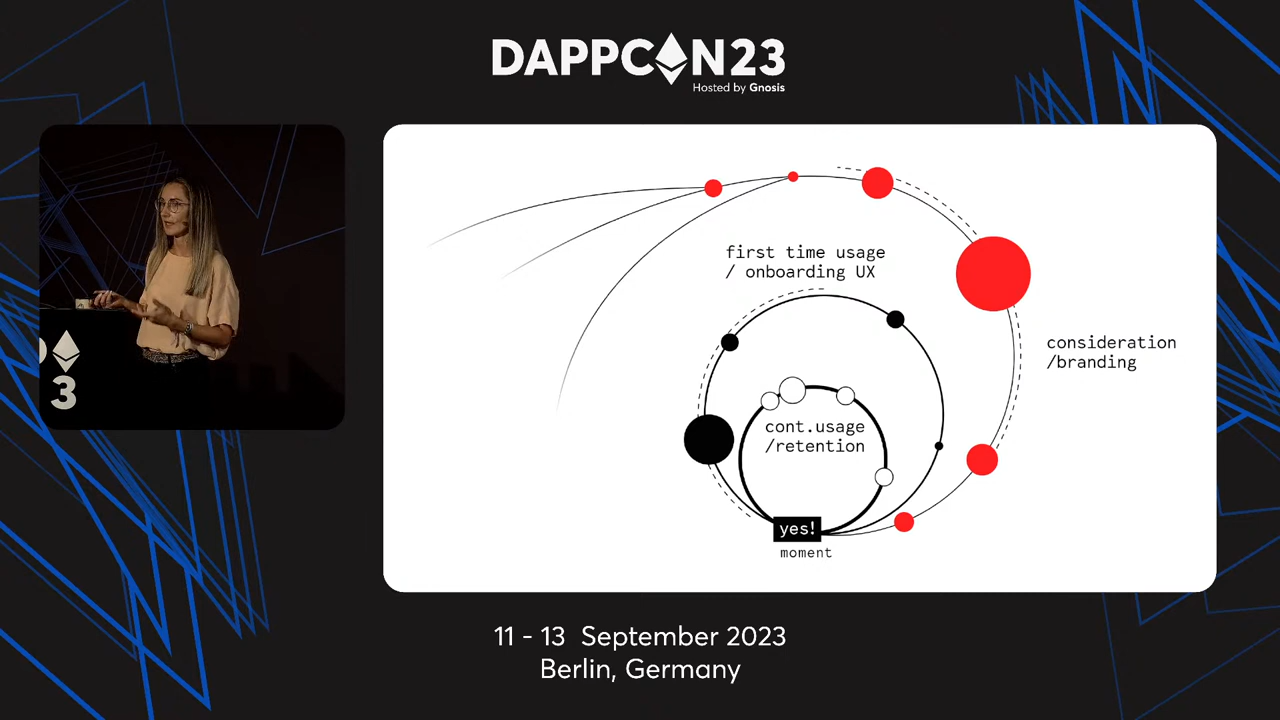 DAPPCON23
Hosted by Gnosis
first time usage
/ onboarding UX
consideration
/branding
cont.usage
/retention
yes!
moment
3
11 - 13 September 2023
Berlin, Germany